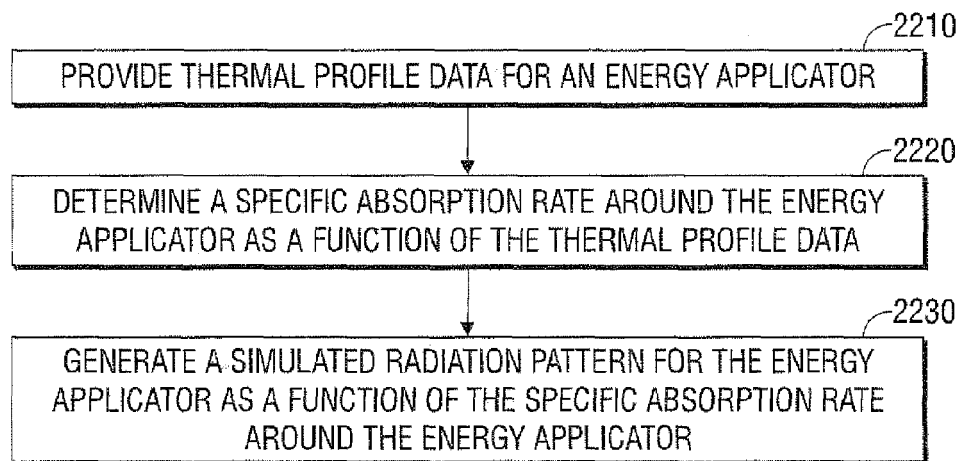 2210
PROVIDE THERMAL PROFILE DATA FOR AN ENERGY APPLICATOR
2220
DETERMINE A SPECIFIC ABSORPTION RATE AROUND THE ENERGY
APPLICATOR AS A FUNCTION OF THE THERMAL PROFILE DATA
2230
GENERATE A SIMULATED RADIATION PATTERN FOR THE ENERGY
APPLICATOR AS A FUNCTION OF THE SPECIFIC ABSORPTION RATE
AROUND THE ENERGY APPLICATOR